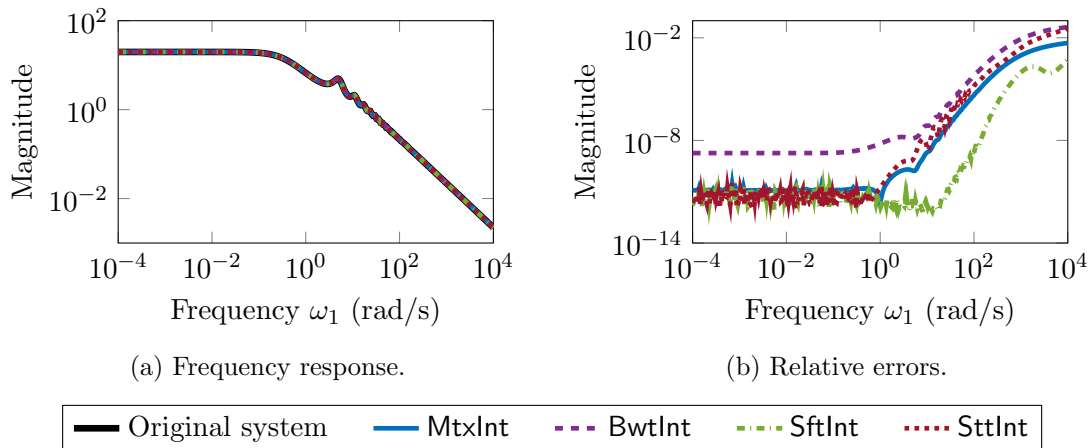 10^2
10^0
10^−2
Magnitude
10^−4 10^−2 10^0 10^2 10^4
Frequency ω₁ (rad/s)
(a) Frequency response.
10^−2
10^−8
10^−14
Magnitude
10^−4 10^−2 10^0 10^2 10^4
Frequency ω₁ (rad/s)
(b) Relative errors.
Original system MtxInt BwtInt SftInt SttInt